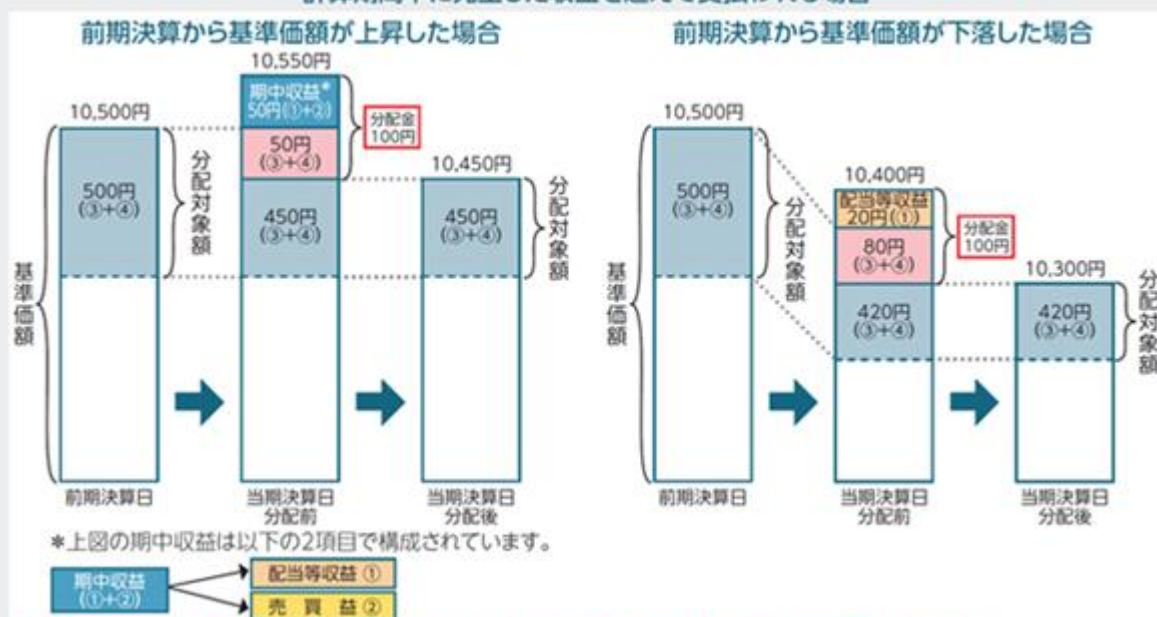 前期決算から基準価額が上昇した場合
10,500円
500円
(③+④)
分配対象額
基準価額
前期決算日
10,550円
期中収益*
50円(①+②)
50円
(③+④)
450円
(③+④)
分配金
100円
当期決算日
分配前
10,450円
450円
(③+④)
分配対象額
当期決算日
分配後
前期決算から基準価額が下落した場合
10,500円
500円
(③+④)
分配対象額
基準価額
前期決算日
10,400円
配当等収益
20円(①)
80円
(③+④)
420円
(③+④)
分配金
100円
当期決算日
分配前
10,300円
420円
(③+④)
分配対象額
当期決算日
分配後
*上図の期中収益は以下の2項目で構成されています。
期中収益
(①+②)
配当等収益 ①
売 買 益 ②